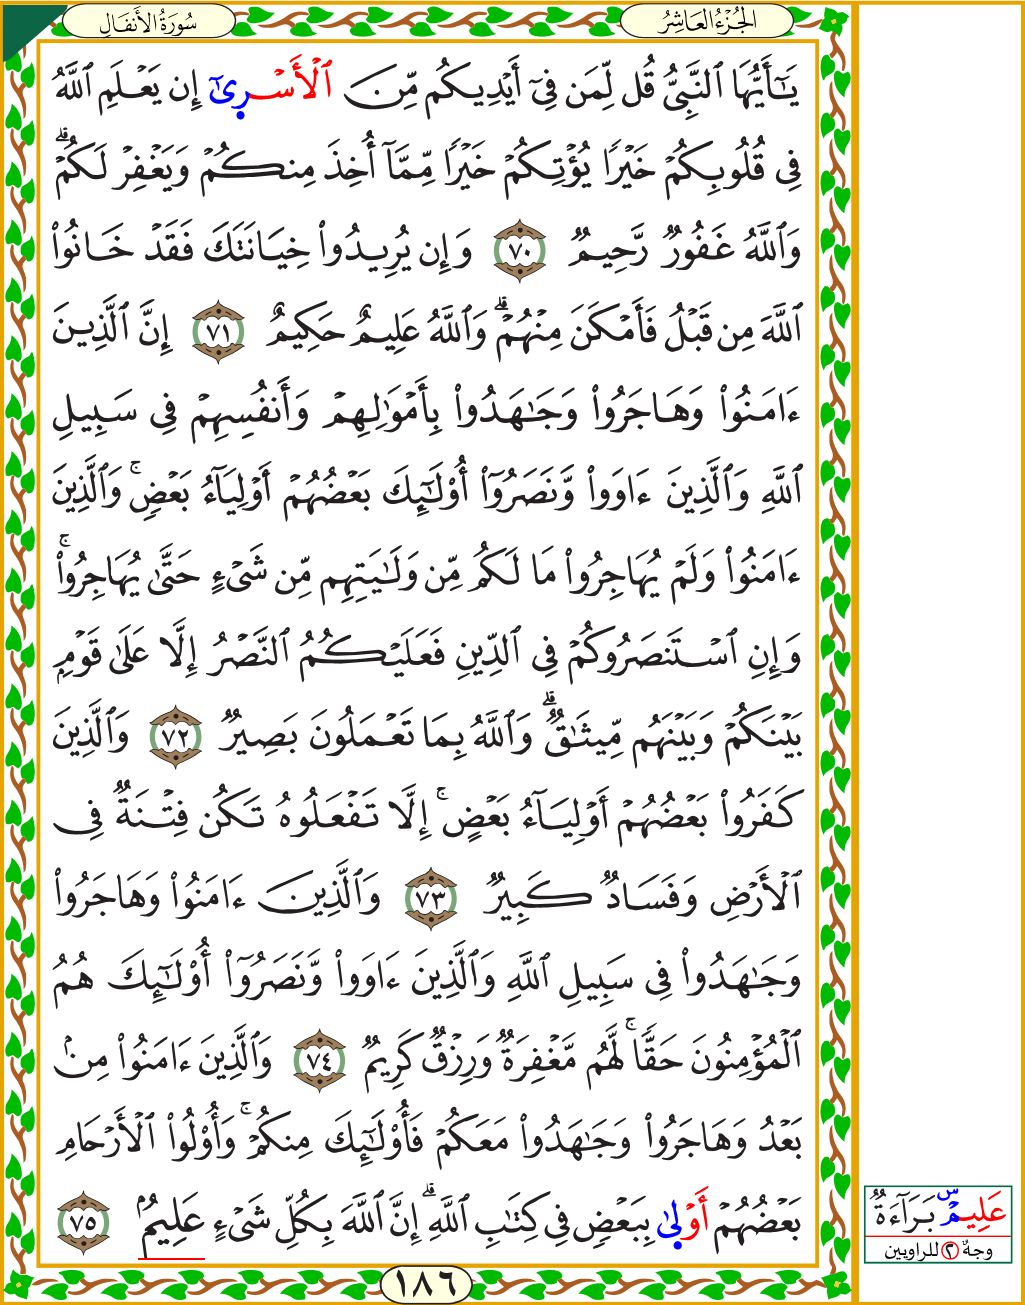 الجُزْءُ العَاشِرُ
سُورَةُ الأَنفَالِ
يَـٰٓأَيُّهَا ٱلنَّبِىُّ قُل لِّمَن فِىٓ أَيْدِيكُم مِّنَ ٱلْأَسْرِىٰٓ إِن يَعْلَمِ ٱللَّهُ
فِى قُلُوبِكُمْ خَيْرًا يُؤْتِكُمْ خَيْرًا مِّمَّآ أُخِذَ مِنكُمْ وَيَغْفِرْ لَكُمْ ۗ
وَٱللَّهُ غَفُورٌ رَّحِيمٌ ٧٠ وَإِن يُرِيدُوا۟ خِيَانَتَكَ فَقَدْ خَانُوا۟
ٱللَّهَ مِن قَبْلُ فَأَمْكَنَ مِنْهُمْ ۗ وَٱللَّهُ عَلِيمٌ حَكِيمٌ ٧١ إِنَّ ٱلَّذِينَ
ءَامَنُوا۟ وَهَاجَرُوا۟ وَجَـٰهَدُوا۟ بِأَمْوَٰلِهِمْ وَأَنفُسِهِمْ فِى سَبِيلِ
ٱللَّهِ وَٱلَّذِينَ ءَاوَوا۟ وَّنَصَرُوٓا۟ أُو۟لَـٰٓئِكَ بَعْضُهُمْ أَوْلِيَآءُ بَعْضٍ ۚ وَٱلَّذِينَ
ءَامَنُوا۟ وَلَمْ يُهَاجِرُوا۟ مَا لَكُم مِّن وَلَـٰيَتِهِم مِّن شَىْءٍ حَتَّىٰ يُهَاجِرُوا۟ ۚ
وَإِنِ ٱسْتَنصَرُوكُمْ فِى ٱلدِّينِ فَعَلَيْكُمُ ٱلنَّصْرُ إِلَّا عَلَىٰ قَوْمٍۭ
بَيْنَكُمْ وَبَيْنَهُم مِّيثَـٰقٌ ۗ وَٱللَّهُ بِمَا تَعْمَلُونَ بَصِيرٌ ٧٢ وَٱلَّذِينَ
كَفَرُوا۟ بَعْضُهُمْ أَوْلِيَآءُ بَعْضٍ ۚ إِلَّا تَفْعَلُوهُ تَكُن فِتْنَةٌ فِى
ٱلْأَرْضِ وَفَسَادٌ كَبِيرٌ ٧٣ وَٱلَّذِينَ ءَامَنُوا۟ وَهَاجَرُوا۟
وَجَـٰهَدُوا۟ فِى سَبِيلِ ٱللَّهِ وَٱلَّذِينَ ءَاوَوا۟ وَّنَصَرُوٓا۟ أُو۟لَـٰٓئِكَ هُمُ
ٱلْمُؤْمِنُونَ حَقًّا ۚ لَّهُم مَّغْفِرَةٌ وَرِزْقٌ كَرِيمٌ ٧٤ وَٱلَّذِينَ ءَامَنُوا۟ مِنۢ
بَعْدُ وَهَاجَرُوا۟ وَجَـٰهَدُوا۟ مَعَكُمْ فَأُو۟لَـٰٓئِكَ مِنكُمْ ۚ وَأُو۟لُوا۟ ٱلْأَرْحَامِ
بَعْضُهُمْ أَوْلِىٰ بِبَعْضٍ فِى كِتَـٰبِ ٱللَّهِ ۗ إِنَّ ٱللَّهَ بِكُلِّ شَىْءٍ عَلِيمٌۢ ٧٥
عَلِيمٌ س بَرَآءَةٌ
وجهٌ ٢ للراويين
١٨٦